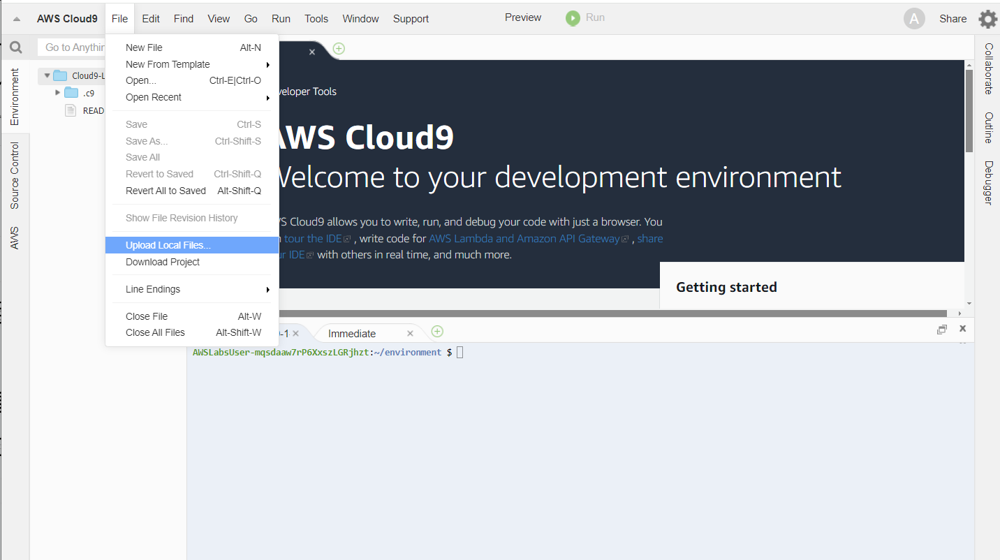 AWS Cloud9 File Edit Find View Go Run Tools Window Support Preview Run A Share
Go to Anythin
Environment
Source Control
AWS
Cloud9-L
.c9
READ
New File Alt-N
New From Template
Open... Ctrl-E|Ctrl-O
Open Recent
Save Ctrl-S
Save As... Ctrl-Shift-S
Save All
Revert to Saved Ctrl-Shift-Q
Revert All to Saved Alt-Shift-Q
Show File Revision History
Upload Local Files...
Download Project
Line Endings
Close File Alt-W
Close All Files Alt-Shift-W
veloper Tools
AWS Cloud9
Welcome to your development environment
S Cloud9 allows you to write, run, and debug your code with just a browser. You
tour the IDE , write code for AWS Lambda and Amazon API Gateway , share
ur IDE with others in real time, and much more.
Getting started
-1 Immediate
AWSLabsUser-mqsdaaw7rP6XxszLGRjhzt:~/environment $
Collaborate
Outline
Debugger